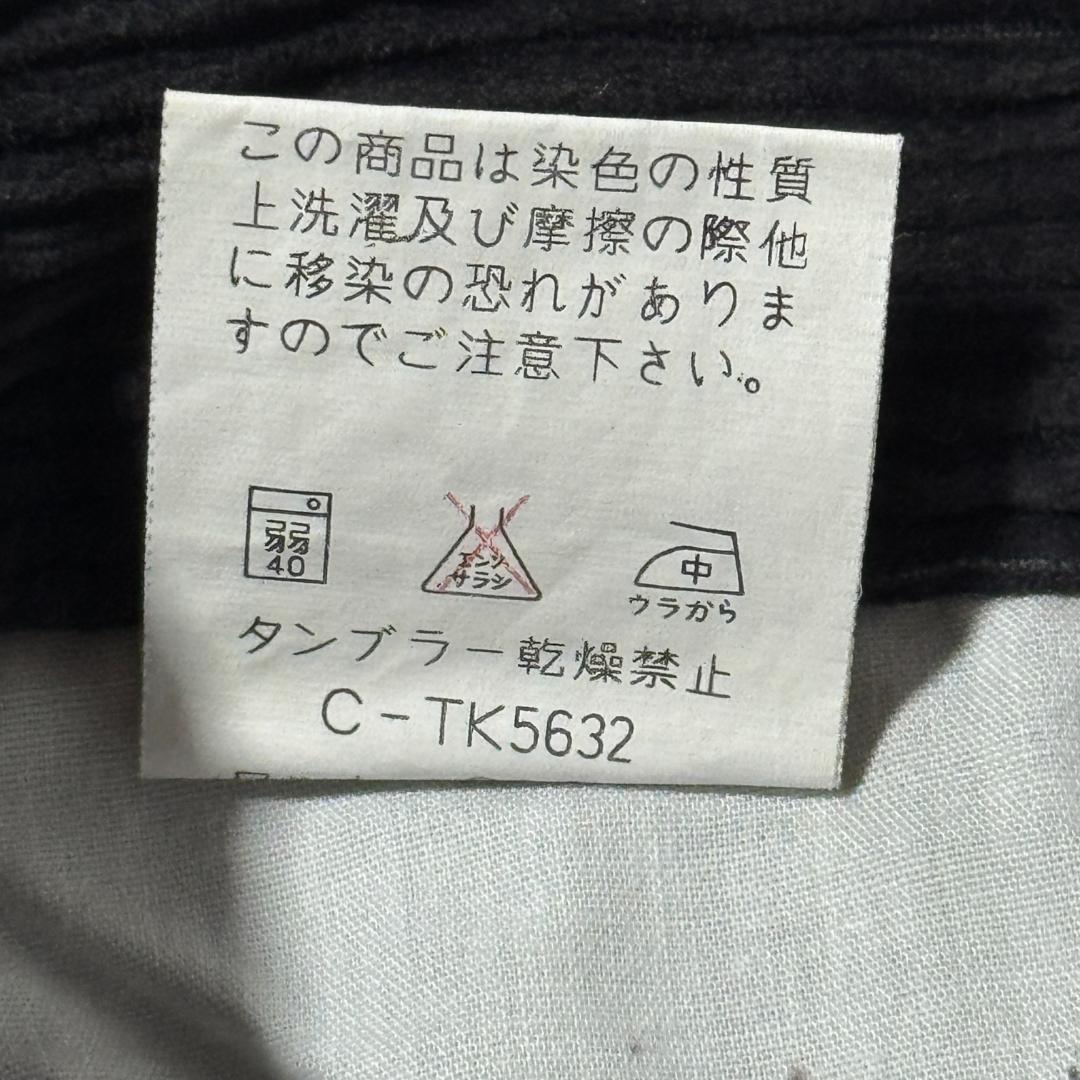 この商品は染色の性質
上洗濯及び摩擦の際他
に移染の恐れがありま
すのでご注意下さい。
弱
40
エンソ
サラシ
中
ウラから
タンブラー乾燥禁止
C-TK5632